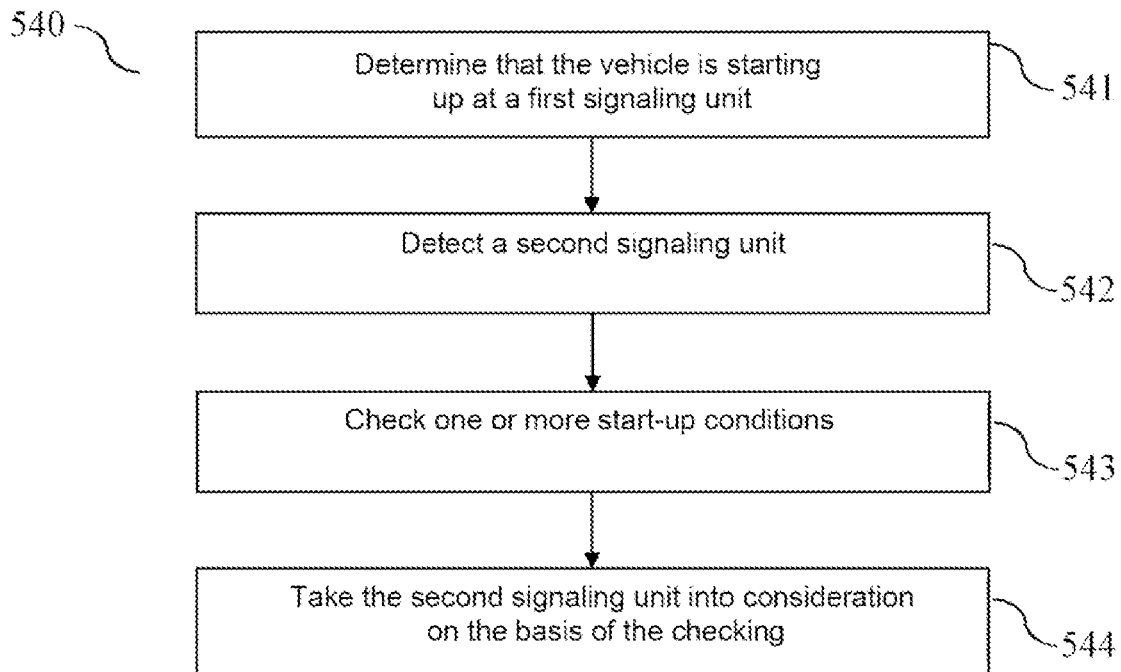 540
Determine that the vehicle is starting
up at a first signaling unit
541
Detect a second signaling unit
542
Check one or more start-up conditions
543
Take the second signaling unit into consideration
on the basis of the checking
544